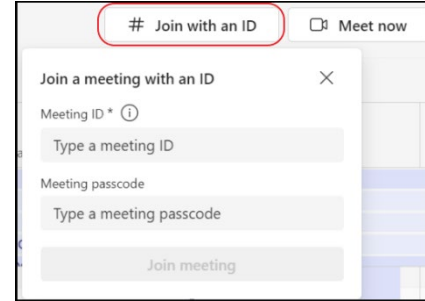 # Join with an ID
Meet now
Join a meeting with an ID
Meeting ID *
Type a meeting ID
Meeting passcode
Type a meeting passcode
Join meeting